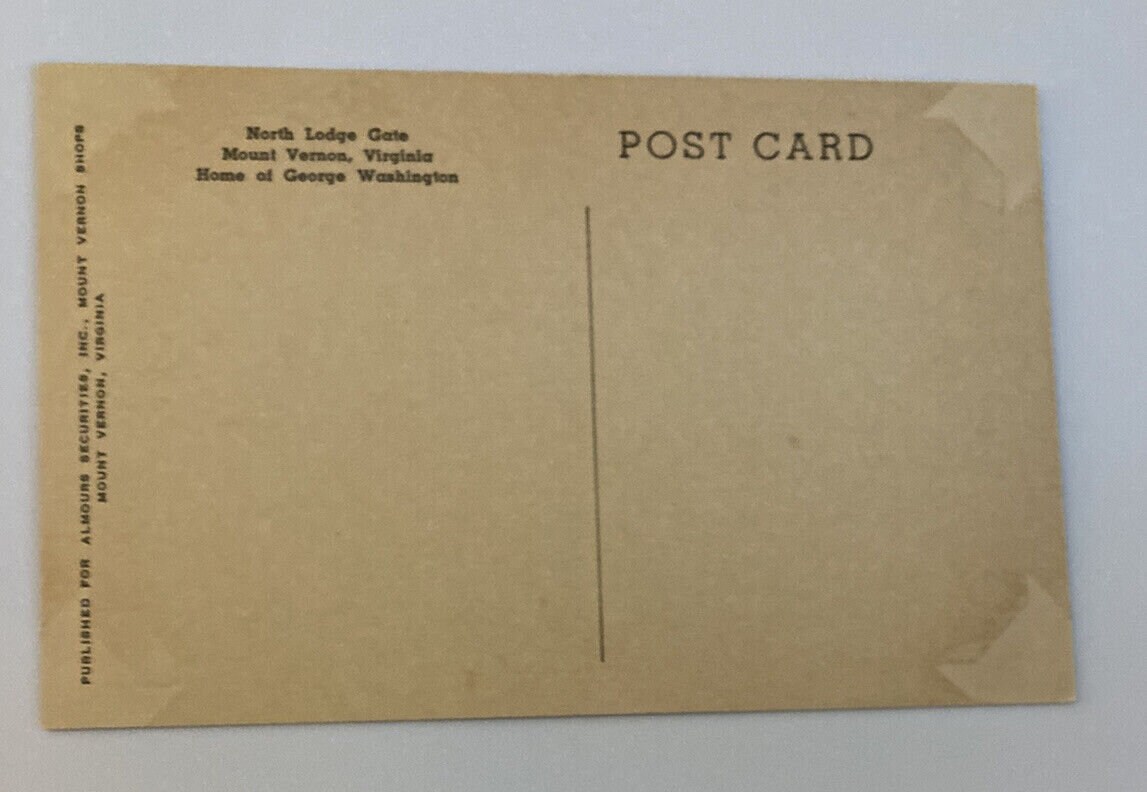 North Lodge Gate
Mount Vernon, Virginia
Home of George Washington
POST CARD
PUBLISHED FOR ALMOURS SECURITIES, INC., MOUNT VERNON SHOPS
MOUNT VERNON, VIRGINIA